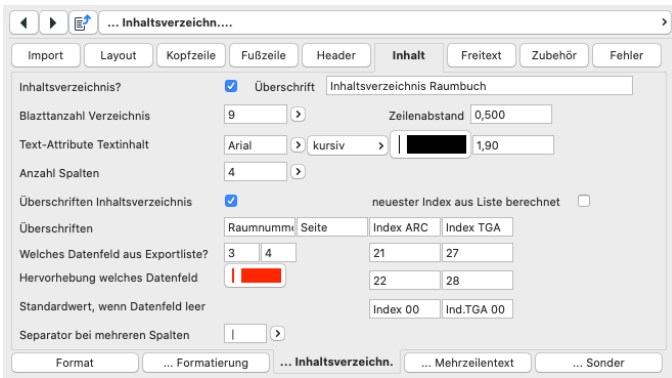 ... Inhaltsverzeichn....
Import Layout Kopfzeile Fußzeile Header Inhalt Freitext Zubehör Fehler
Inhaltsverzeichnis? Überschrift Inhaltsverzeichnis Raumbuch
Blazttanzahl Verzeichnis 9 Zeilenabstand 0,500
Text-Attribute Textinhalt Arial kursiv 1,90
Anzahl Spalten 4
Überschriften Inhaltsverzeichnis neuester Index aus Liste berechnet
Überschriften Raumnumme Seite Index ARC Index TGA
Welches Datenfeld aus Exportliste? 3 4 21 27
Hervorhebung welches Datenfeld 22 28
Standardwert, wenn Datenfeld leer Index 00 Ind.TGA 00
Separator bei mehreren Spalten |
Format ... Formatierung ... Inhaltsverzeichn. ... Mehrzeilentext ... Sonder